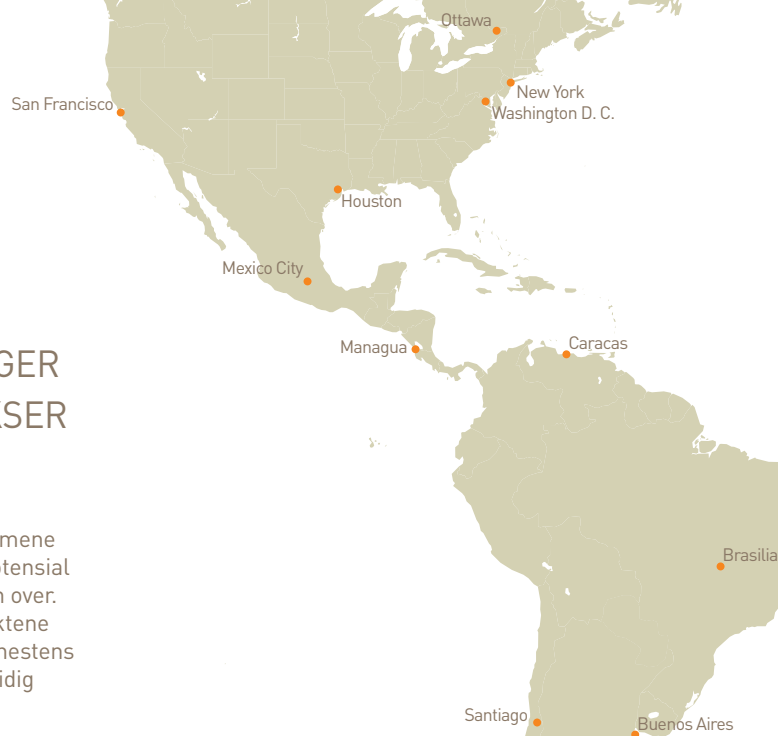 Ottawa
New York
San Francisco
Washington D. C.
Houston
Mexico City
Managua
Caracas
GER
KSER
mene
otensial
n over.
ktene
nestens
idig
Brasilia
Santiago
Buenos Aires